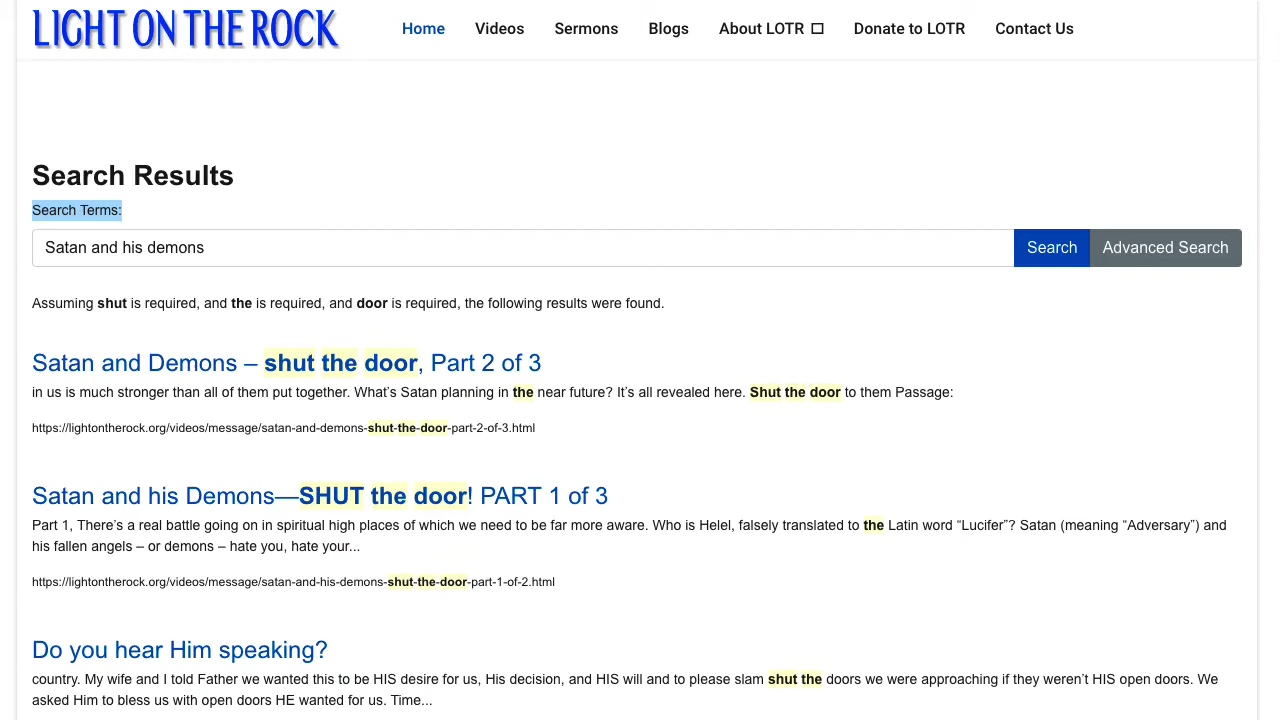 LIGHT ON THE ROCK
Home Videos Sermons Blogs About LOTR Donate to LOTR Contact Us
Search Results
Search Terms:
Satan and his demons
Search Advanced Search
Assuming shut is required, and the is required, and door is required, the following results were found.
Satan and Demons – shut the door, Part 2 of 3
in us is much stronger than all of them put together. What’s Satan planning in the near future? It’s all revealed here. Shut the door to them Passage:
https://lightontherock.org/videos/message/satan-and-demons-shut-the-door-part-2-of-3.html
Satan and his Demons—SHUT the door! PART 1 of 3
Part 1, There’s a real battle going on in spiritual high places of which we need to be far more aware. Who is Helel, falsely translated to the Latin word “Lucifer”? Satan (meaning “Adversary”) and
his fallen angels – or demons – hate you, hate your...
https://lightontherock.org/videos/message/satan-and-his-demons-shut-the-door-part-1-of-2.html
Do you hear Him speaking?
country. My wife and I told Father we wanted this to be HIS desire for us, His decision, and HIS will and to please slam shut the doors we were approaching if they weren’t HIS open doors. We
asked Him to bless us with open doors HE wanted for us. Time...